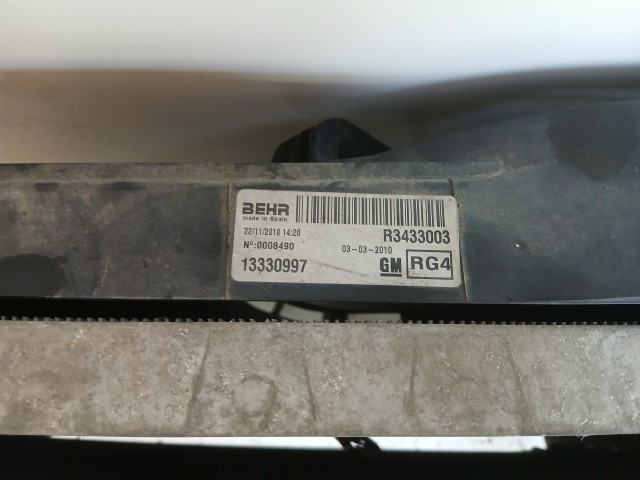 BEHR
made in Spain
22/11/2010 14:20
R3433003
Nº:0008490
03-03-2010
13330997
GM
RG4